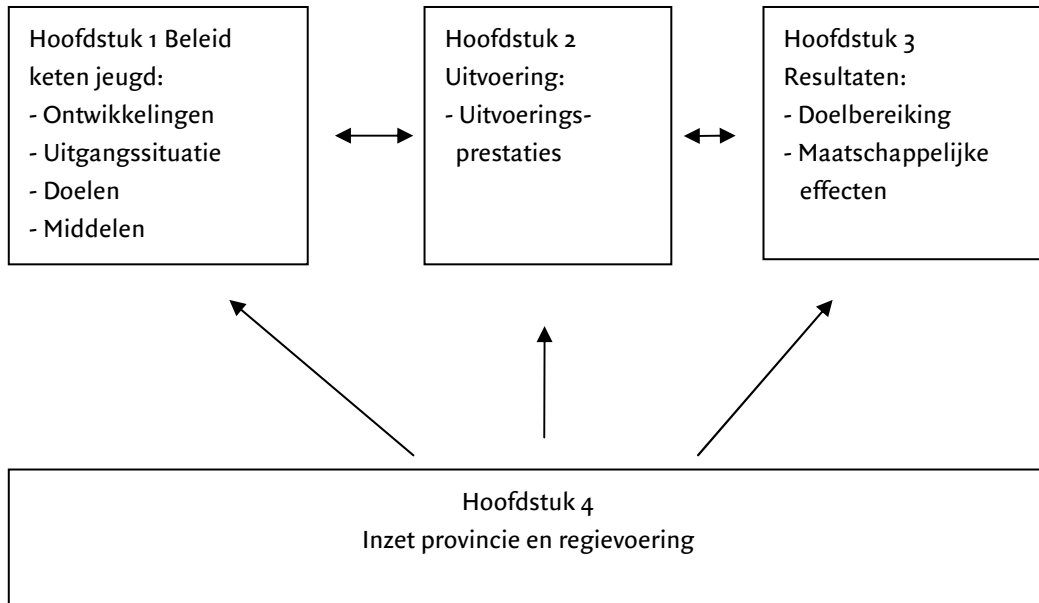 Hoofdstuk 1 Beleid
keten jeugd:
- Ontwikkelingen
- Uitgangssituatie
- Doelen
- Middelen
Hoofdstuk 2
Uitvoering:
- Uitvoerings-
prestaties
Hoofdstuk 3
Resultaten:
- Doelbereiking
- Maatschappelijke
effecten
Hoofdstuk 4
Inzet provincie en regievoering